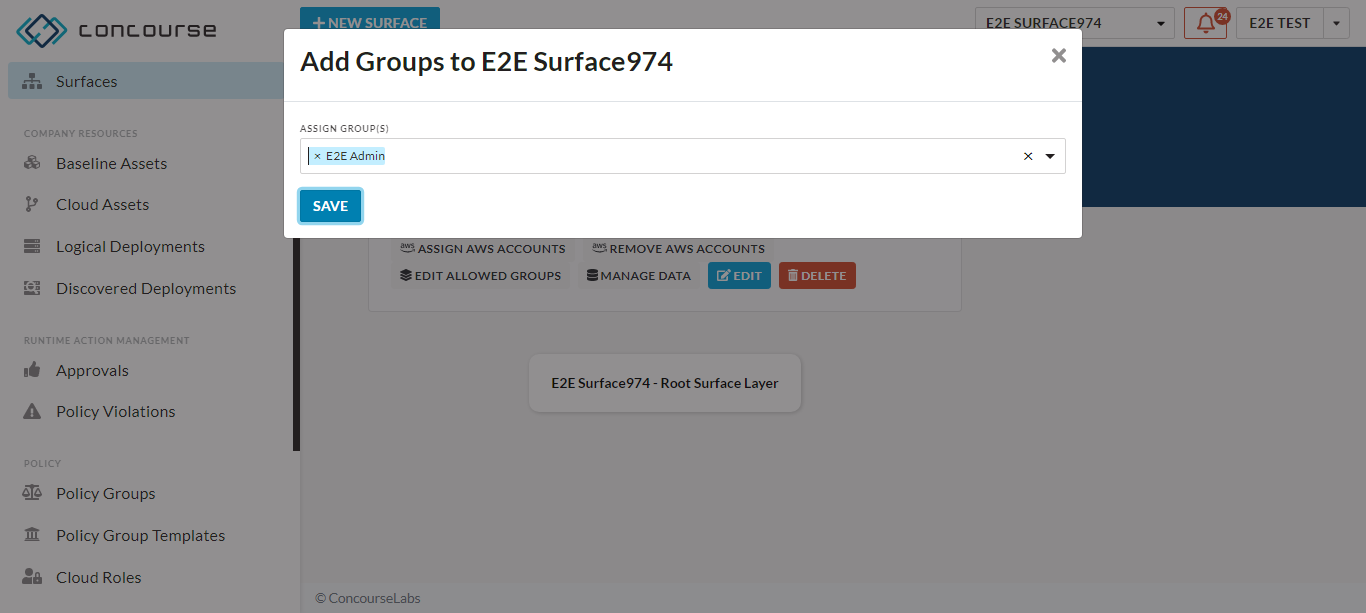 concourse
+ NEW SURFACE
E2E SURFACE974
24
E2E TEST
Add Groups to E2E Surface974
×
ASSIGN GROUP(S)
× E2E Admin
×
SAVE
Surfaces
COMPANY RESOURCES
Baseline Assets
Cloud Assets
Logical Deployments
Discovered Deployments
RUNTIME ACTION MANAGEMENT
Approvals
Policy Violations
POLICY
Policy Groups
Policy Group Templates
Cloud Roles
aws ASSIGN AWS ACCOUNTS
aws REMOVE AWS ACCOUNTS
EDIT ALLOWED GROUPS
MANAGE DATA
EDIT
DELETE
E2E Surface974 - Root Surface Layer
© ConcourseLabs